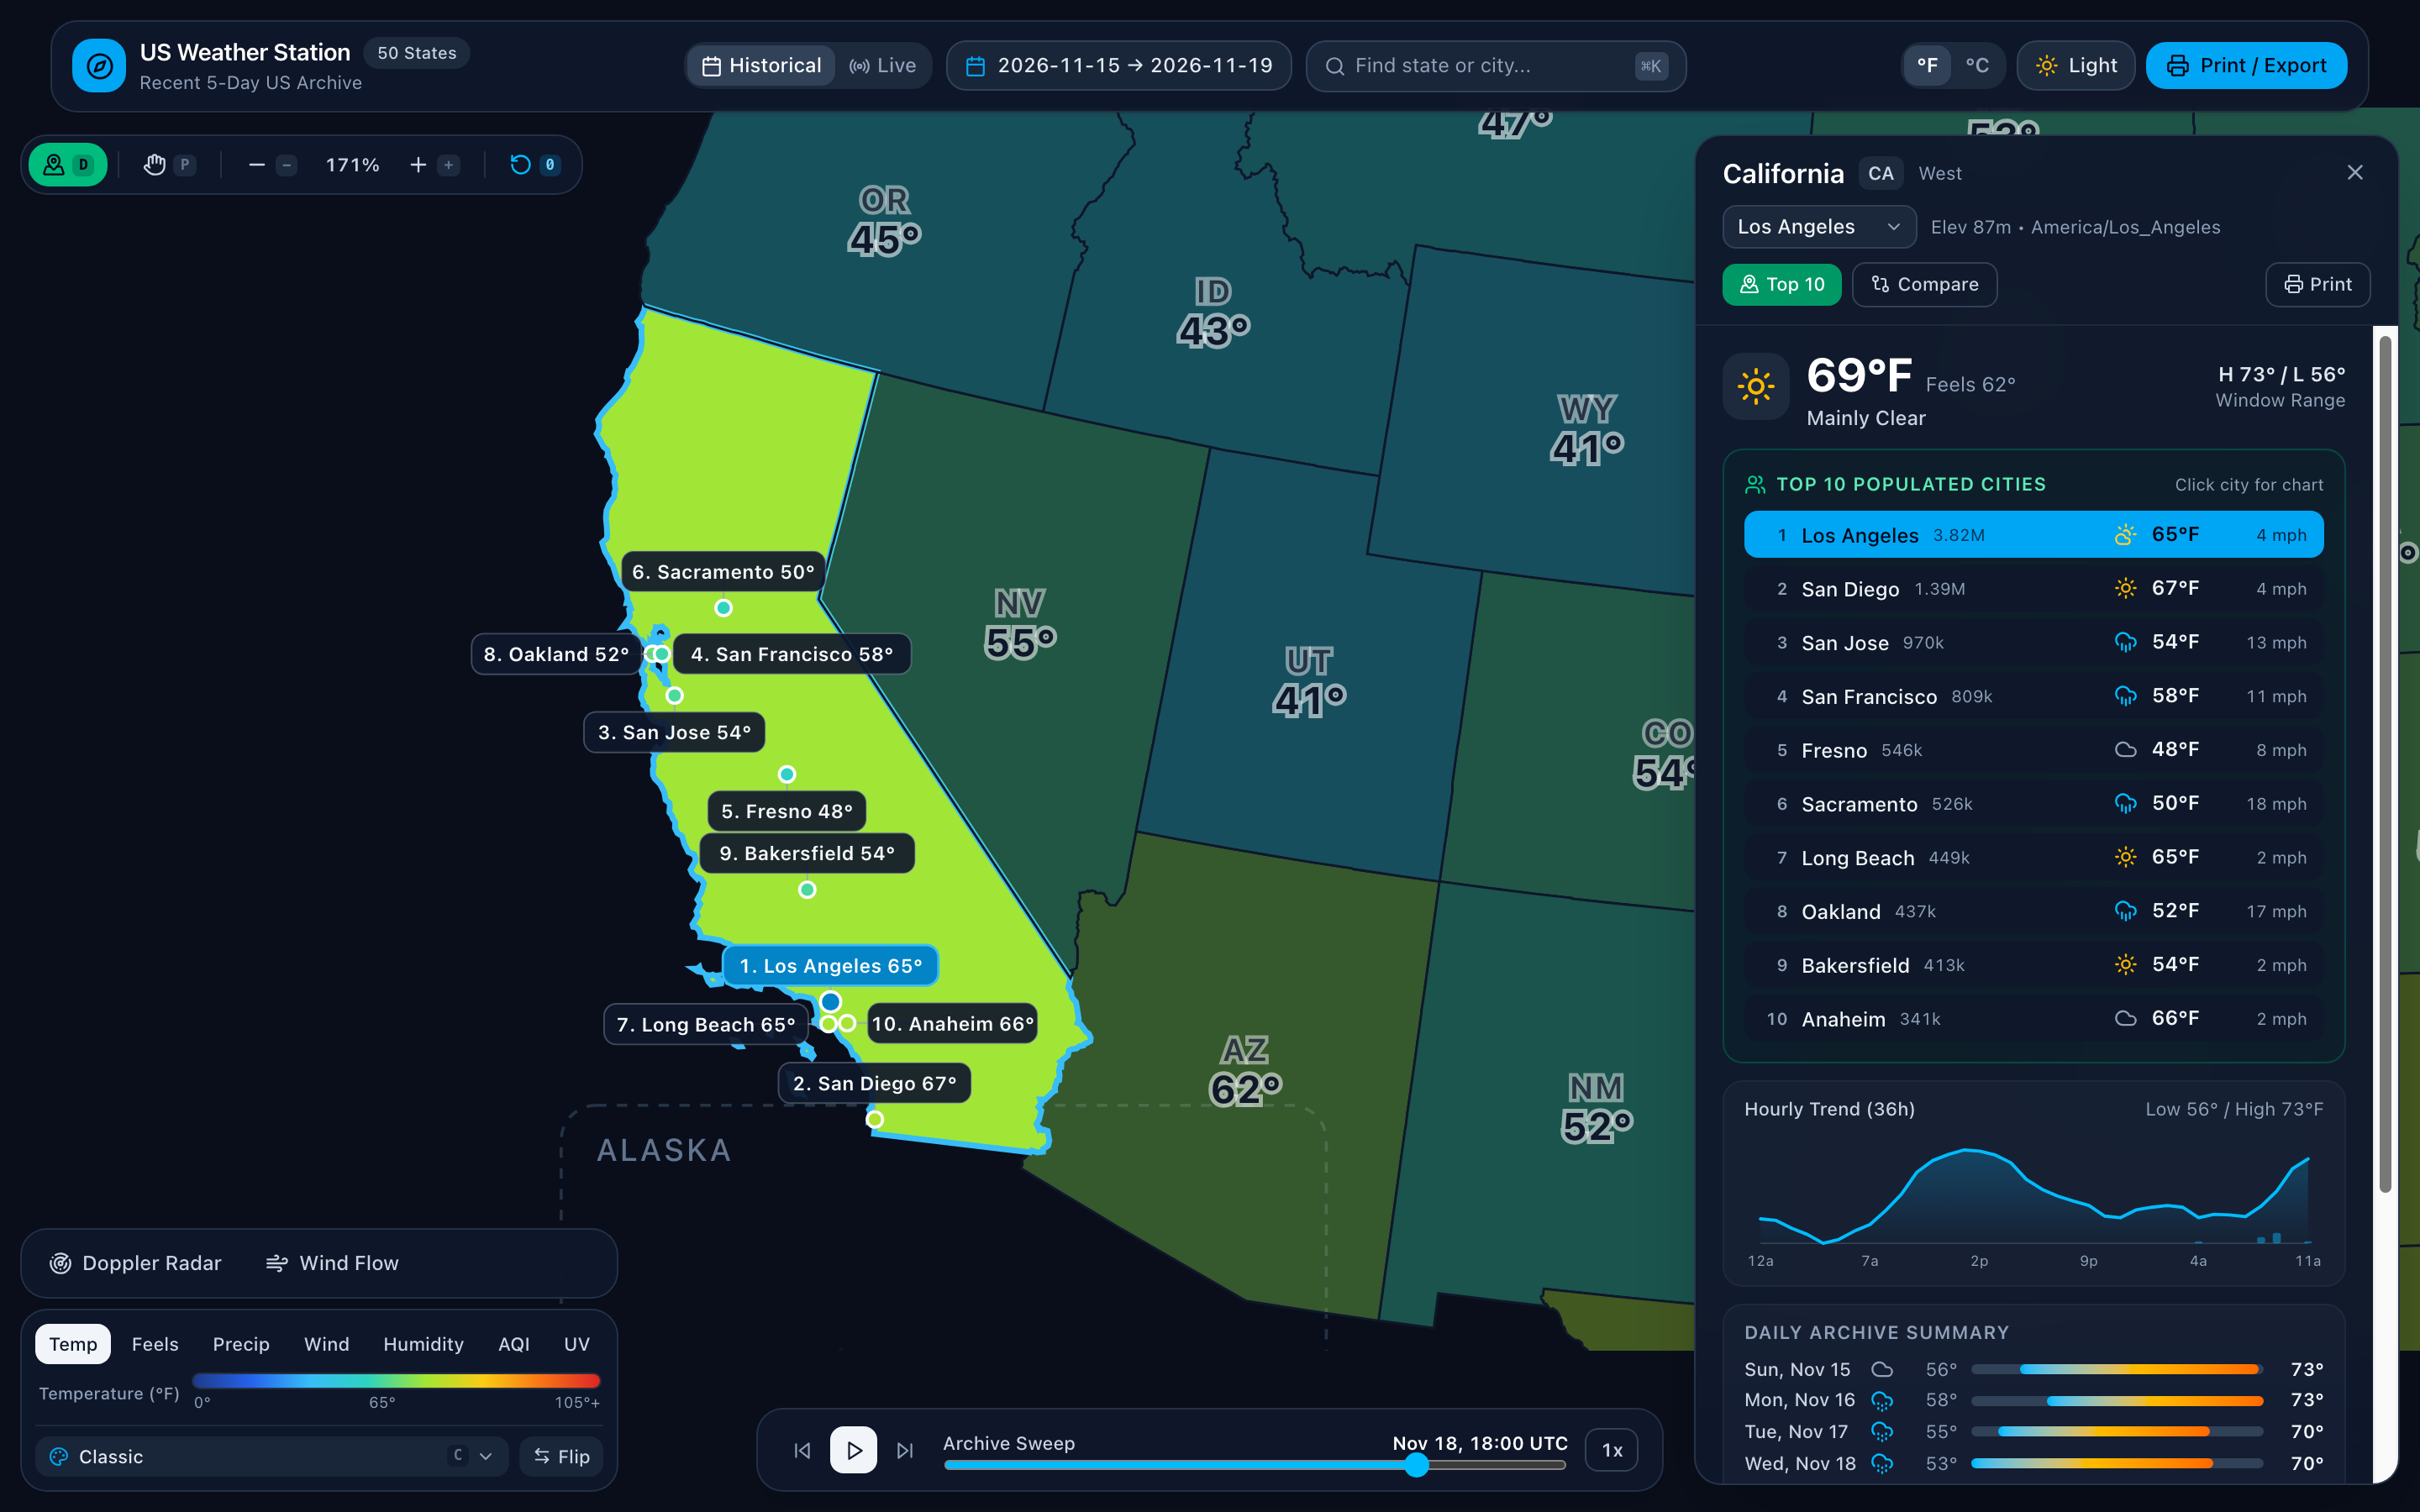 US Weather Station 50 States
Recent 5-Day US Archive
Historical Live
2026-11-15 → 2026-11-19
Find state or city... ⌘K
°F °C Light Print / Export
D P − − 171% + + 0
47°
OR
45°
ID
43°
WY
41°
NV
55°
UT
41°
CO
54°
AZ
62°
NM
52°
6. Sacramento 50°
8. Oakland 52°
4. San Francisco 58°
3. San Jose 54°
5. Fresno 48°
9. Bakersfield 54°
1. Los Angeles 65°
7. Long Beach 65°
10. Anaheim 66°
2. San Diego 67°
ALASKA
Doppler Radar Wind Flow
Temp Feels Precip Wind Humidity AQI UV
Temperature (°F)
0° 65° 105°+
Classic C Flip
Archive Sweep Nov 18, 18:00 UTC 1x
California CA West
Los Angeles Elev 87m • America/Los_Angeles
Top 10 Compare Print
69°F Feels 62°
Mainly Clear
H 73° / L 56°
Window Range
TOP 10 POPULATED CITIES Click city for chart
1 Los Angeles 3.82M 65°F 4 mph
2 San Diego 1.39M 67°F 4 mph
3 San Jose 970k 54°F 13 mph
4 San Francisco 809k 58°F 11 mph
5 Fresno 546k 48°F 8 mph
6 Sacramento 526k 50°F 18 mph
7 Long Beach 449k 65°F 2 mph
8 Oakland 437k 52°F 17 mph
9 Bakersfield 413k 54°F 2 mph
10 Anaheim 341k 66°F 2 mph
Hourly Trend (36h) Low 56° / High 73°F
12a 7a 2p 9p 4a 11a
DAILY ARCHIVE SUMMARY
Sun, Nov 15 56° 73°
Mon, Nov 16 58° 73°
Tue, Nov 17 55° 70°
Wed, Nov 18 53° 70°